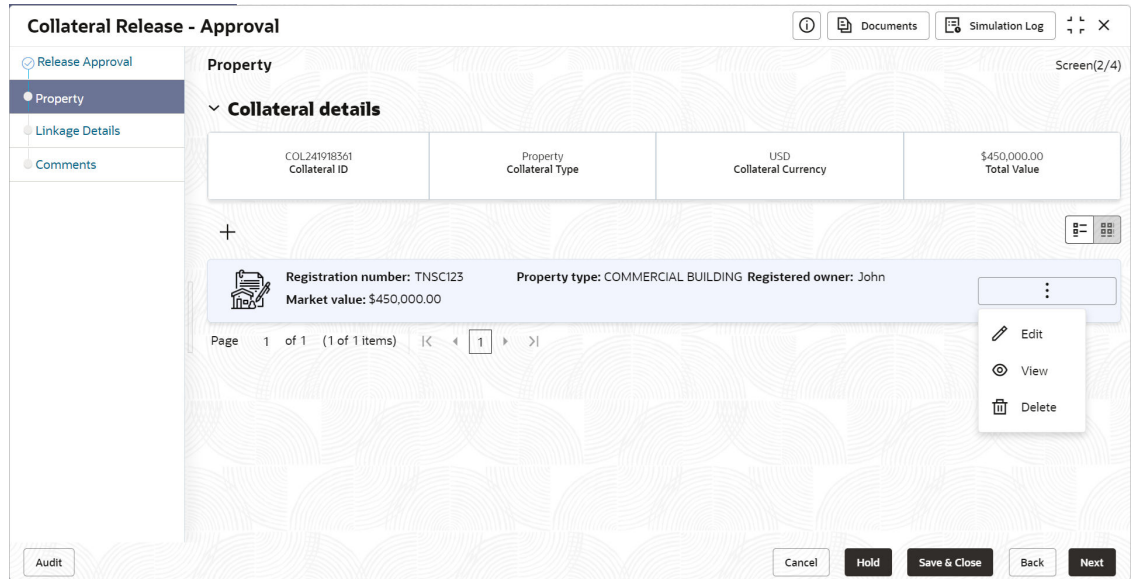 Collateral Release - Approval
Documents
Simulation Log
Release Approval
Property
Linkage Details
Comments
Property
Screen(2/4)
Collateral details
COL241918361
Collateral ID
Property
Collateral Type
USD
Collateral Currency
$450,000.00
Total Value
Registration number: TNSC123 Property type: COMMERCIAL BUILDING Registered owner: John
Market value: $450,000.00
Edit
View
Delete
Page 1 of 1 (1 of 1 items) 1
Audit
Cancel
Hold
Save & Close
Back
Next